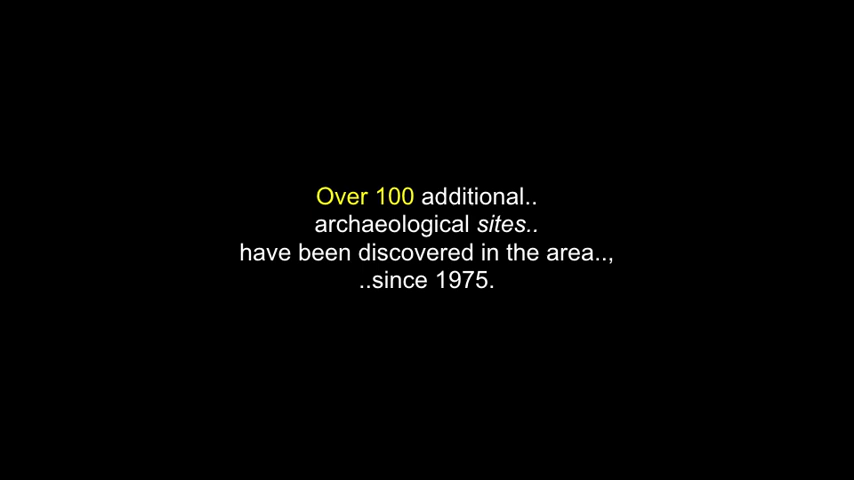 Over 100 additional..
archaeological sites..
have been discovered in the area..,
..since 1975.